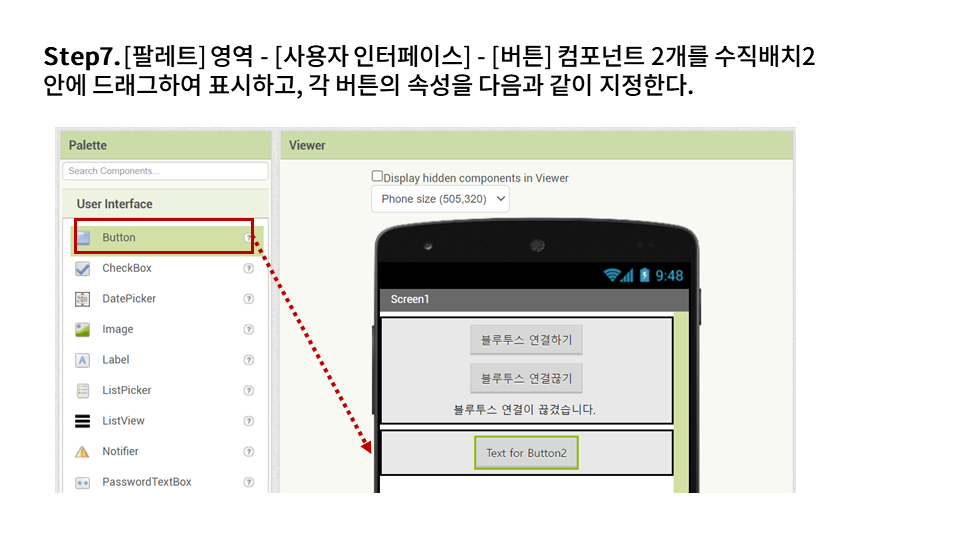 Step7. [팔레트] 영역 - [사용자 인터페이스] - [버튼] 컴포넌트 2개를 수직배치2
안에 드래그하여 표시하고, 각 버튼의 속성을 다음과 같이 지정한다.
Palette
Search Components...
User Interface
Button
CheckBox
DatePicker
Image
Label
ListPicker
ListView
Notifier
PasswordTextBox
Viewer
Display hidden components in Viewer
Phone size (505,320)
9:48
Screen1
블루투스 연결하기
블루투스 연결끊기
블루투스 연결이 끊겼습니다.
Text for Button2